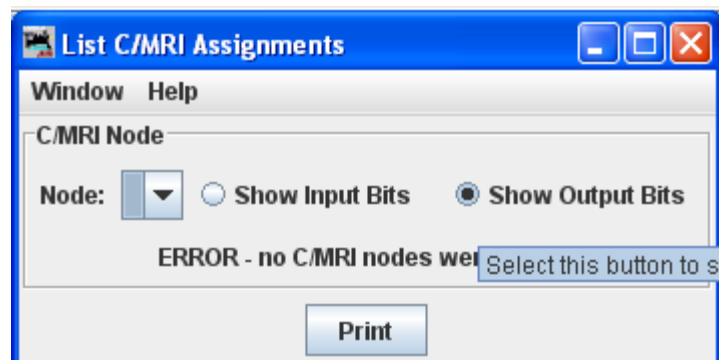 List C/MRI Assignments
Window Help
C/MRI Node
Node: Show Input Bits Show Output Bits
ERROR - no C/MRI nodes were
Select this button to s
Print